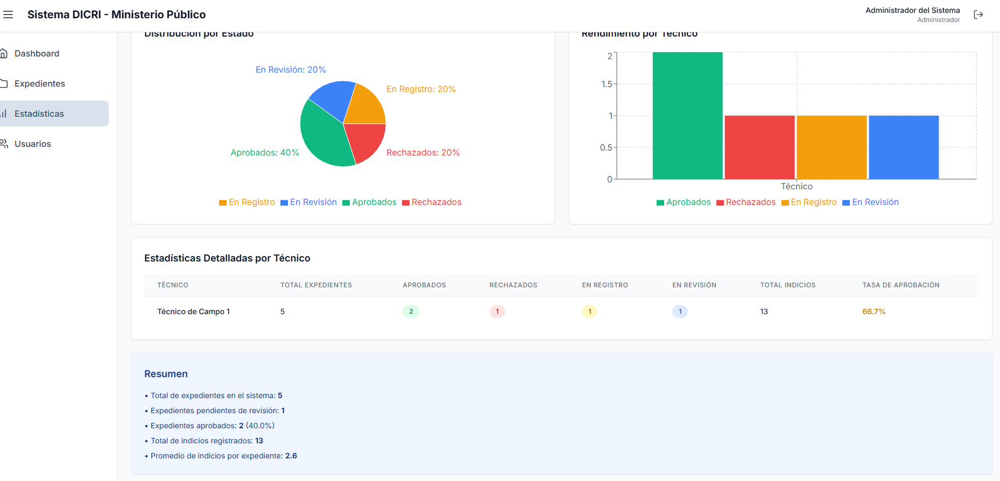 Sistema DICRI - Ministerio Público
Administrador del Sistema
Administrador
Dashboard
Expedientes
Estadísticas
Usuarios
Distribución por Estado
En Revisión: 20%
En Registro: 20%
Aprobados: 40%
Rechazados: 20%
En Registro En Revisión Aprobados Rechazados
Rendimiento por Técnico
2
1.5
1
0.5
0
Técnico
Aprobados Rechazados En Registro En Revisión
Estadísticas Detalladas por Técnico
TÉCNICO TOTAL EXPEDIENTES APROBADOS RECHAZADOS EN REGISTRO EN REVISIÓN TOTAL INDICIOS TASA DE APROBACIÓN
Técnico de Campo 1 5 2 1 1 1 13 66.7%
Resumen
• Total de expedientes en el sistema: 5
• Expedientes pendientes de revisión: 1
• Expedientes aprobados: 2 (40.0%)
• Total de indicios registrados: 13
• Promedio de indicios por expediente: 2.6